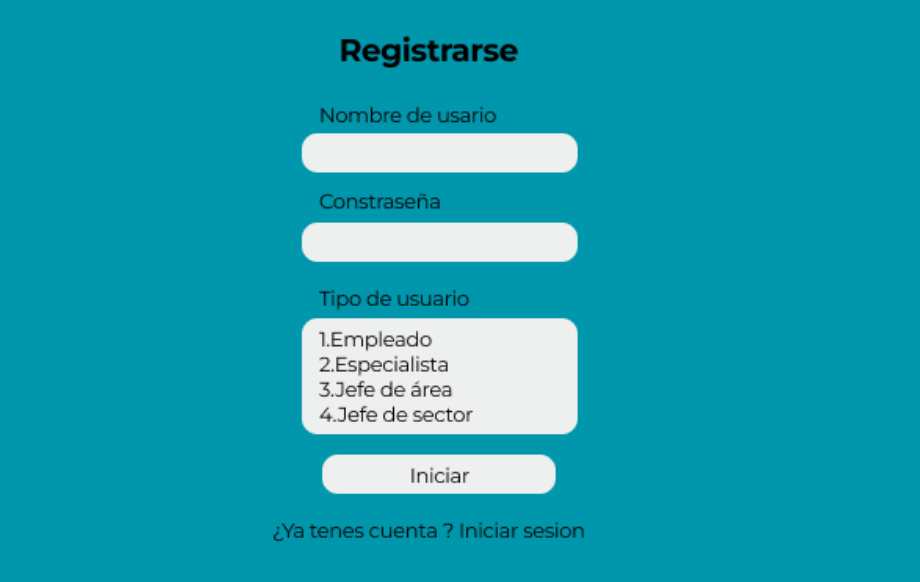 Registrarse
Nombre de usario
Constraseña
Tipo de usuario
1.Empleado
2.Especialista
3.Jefe de área
4.Jefe de sector
Iniciar
¿Ya tenes cuenta ? Iniciar sesion